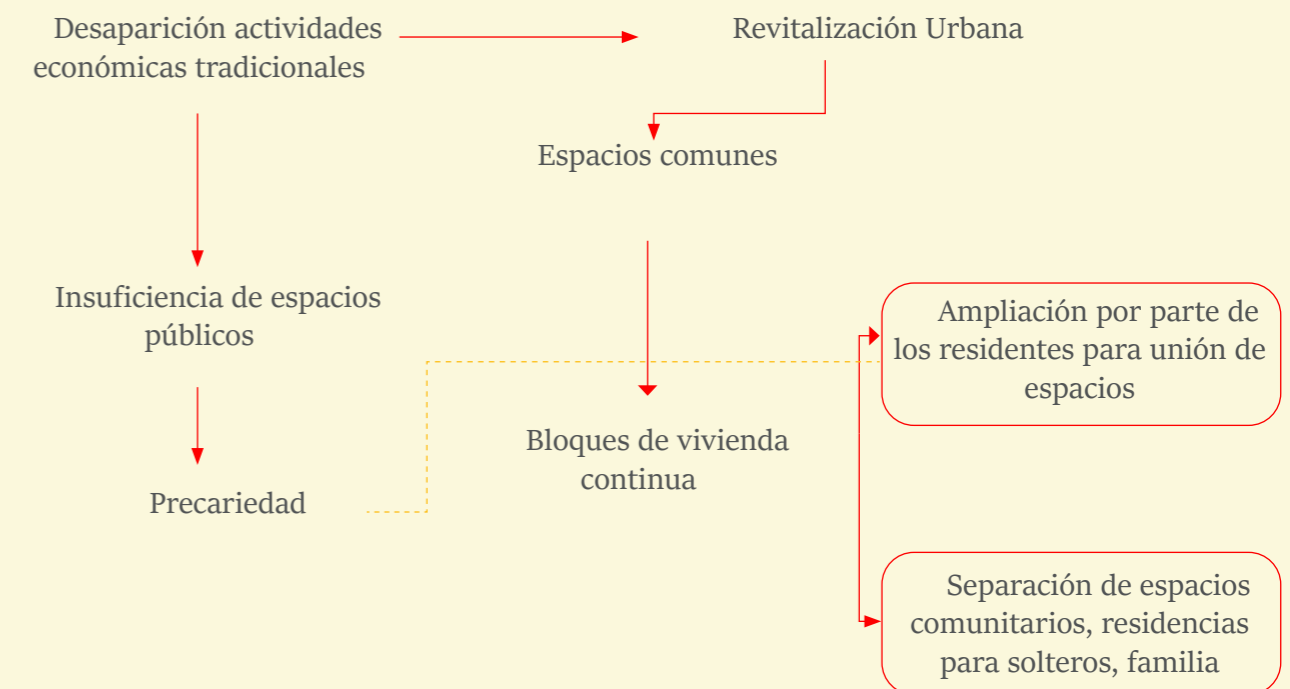 Desaparición actividades
económicas tradicionales
Revitalización Urbana
Espacios comunes
Insuficiencia de espacios
públicos
Ampliación por parte de
los residentes para unión de
espacios
Bloques de vivienda
continua
Precariedad
Separación de espacios
comunitarios, residencias
para solteros, familia